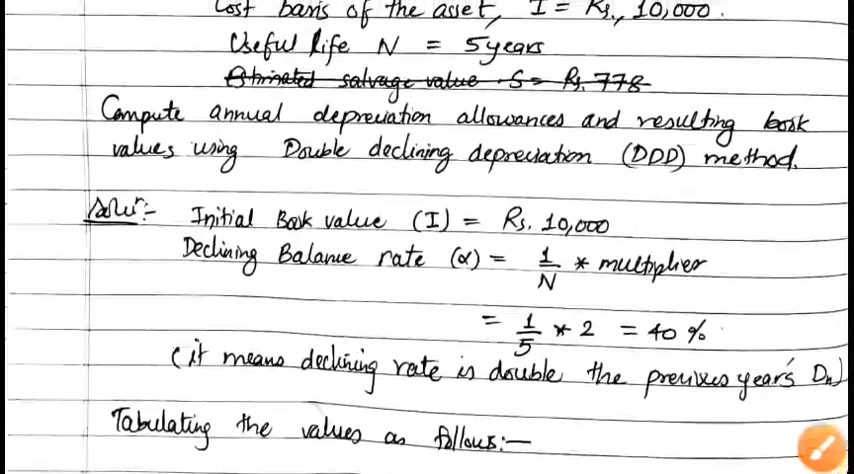 Cost basis of the asset, I = Rs., 10,000.
Useful life N = 5 years
Estimated salvage value S = Rs. 778
Compute annual depreciation allowances and resulting book
values using Double declining depreciation (DDD) method.
Solun:- Initial Book value (I) = Rs. 10,000
Declining Balance rate (α) = 1/N * multiplier
= 1/5 * 2 = 40 %
(it means declining rate is double the previous year's Dn)
Tabulating the values as follows:—